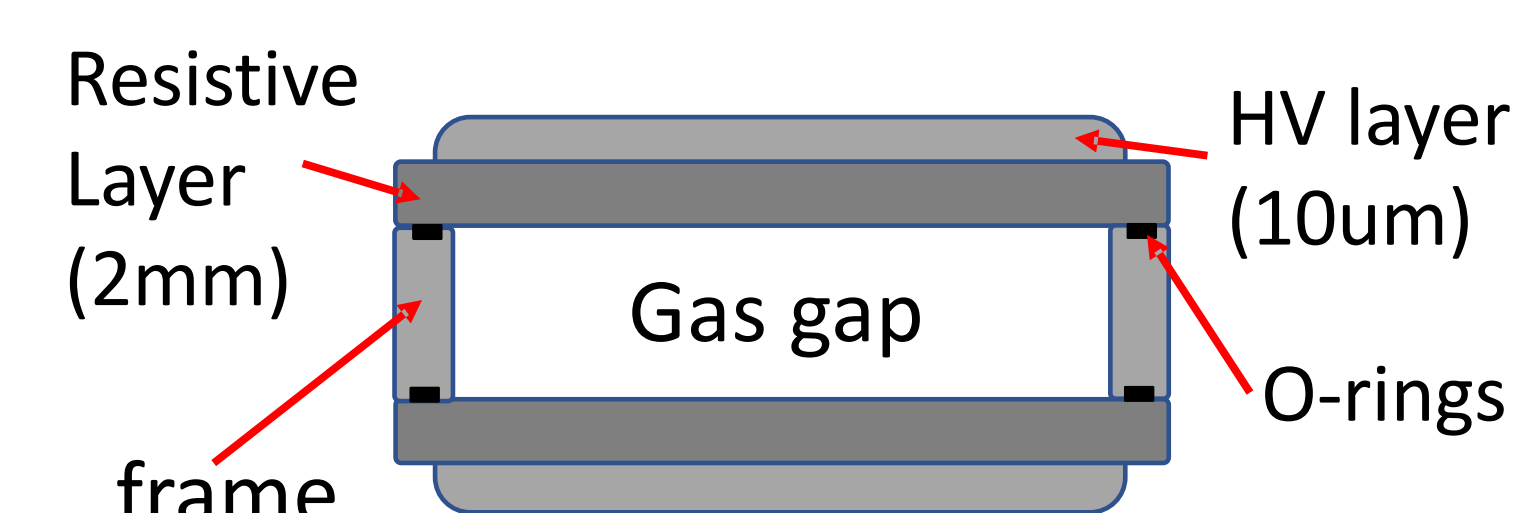 Resistive
Layer
(2mm)
HV layer
(10um)
Gas gap
O-rings
frame